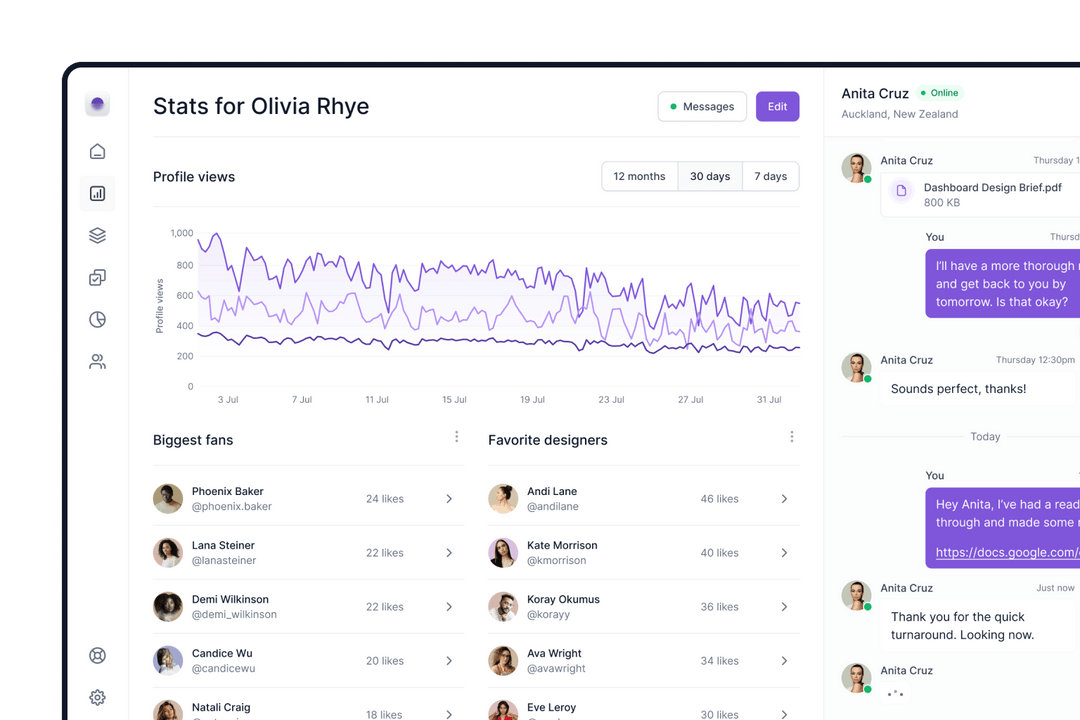 Stats for Olivia Rhye
Messages
Edit
Profile views
12 months
30 days
7 days
Profile views
1,000
800
600
400
200
0
3 Jul
7 Jul
11 Jul
15 Jul
19 Jul
23 Jul
27 Jul
31 Jul
Biggest fans
Phoenix Baker
@phoenix.baker
24 likes
Lana Steiner
@lanasteiner
22 likes
Demi Wilkinson
@demi_wilkinson
22 likes
Candice Wu
@candicewu
20 likes
Natali Craig
18 likes
Favorite designers
Andi Lane
@andilane
46 likes
Kate Morrison
@kmorrison
40 likes
Koray Okumus
@korayy
36 likes
Ava Wright
@avawright
34 likes
Eve Leroy
30 likes
Anita Cruz
Online
Auckland, New Zealand
Anita Cruz
Thursday 1
Dashboard Design Brief.pdf
800 KB
You
Thursd
I'll have a more thorough
and get back to you by
tomorrow. Is that okay?
Anita Cruz
Thursday 12:30pm
Sounds perfect, thanks!
Today
You
Hey Anita, I've had a read
through and made some
https://docs.google.com/
Anita Cruz
Just now
Thank you for the quick
turnaround. Looking now.
Anita Cruz